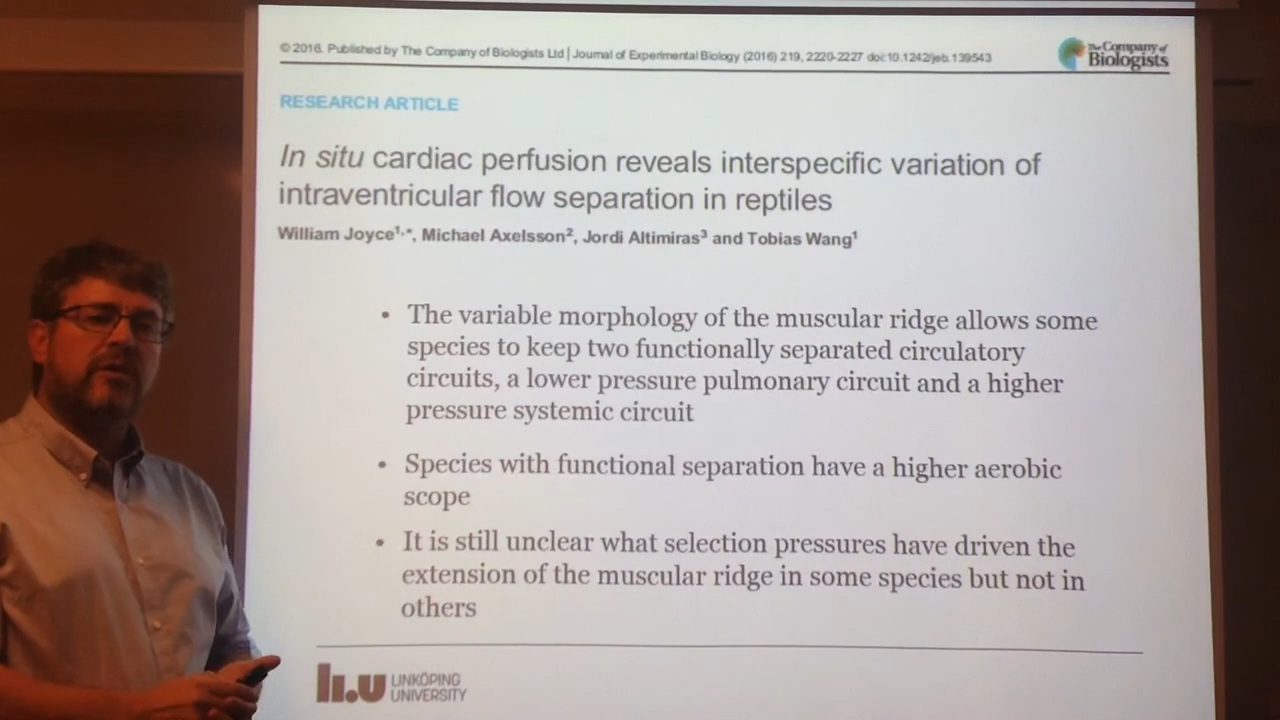 © 2016. Published by The Company of Biologists Ltd | Journal of Experimental Biology (2016) 219, 2220-2227 doi:10.1242/jeb.139543
The Company of
Biologists
RESEARCH ARTICLE
In situ cardiac perfusion reveals interspecific variation of
intraventricular flow separation in reptiles
William Joyce1,*, Michael Axelsson2, Jordi Altimiras3 and Tobias Wang1
• The variable morphology of the muscular ridge allows some
species to keep two functionally separated circulatory
circuits, a lower pressure pulmonary circuit and a higher
pressure systemic circuit
• Species with functional separation have a higher aerobic
scope
• It is still unclear what selection pressures have driven the
extension of the muscular ridge in some species but not in
others
li.u LINKÖPING
UNIVERSITY